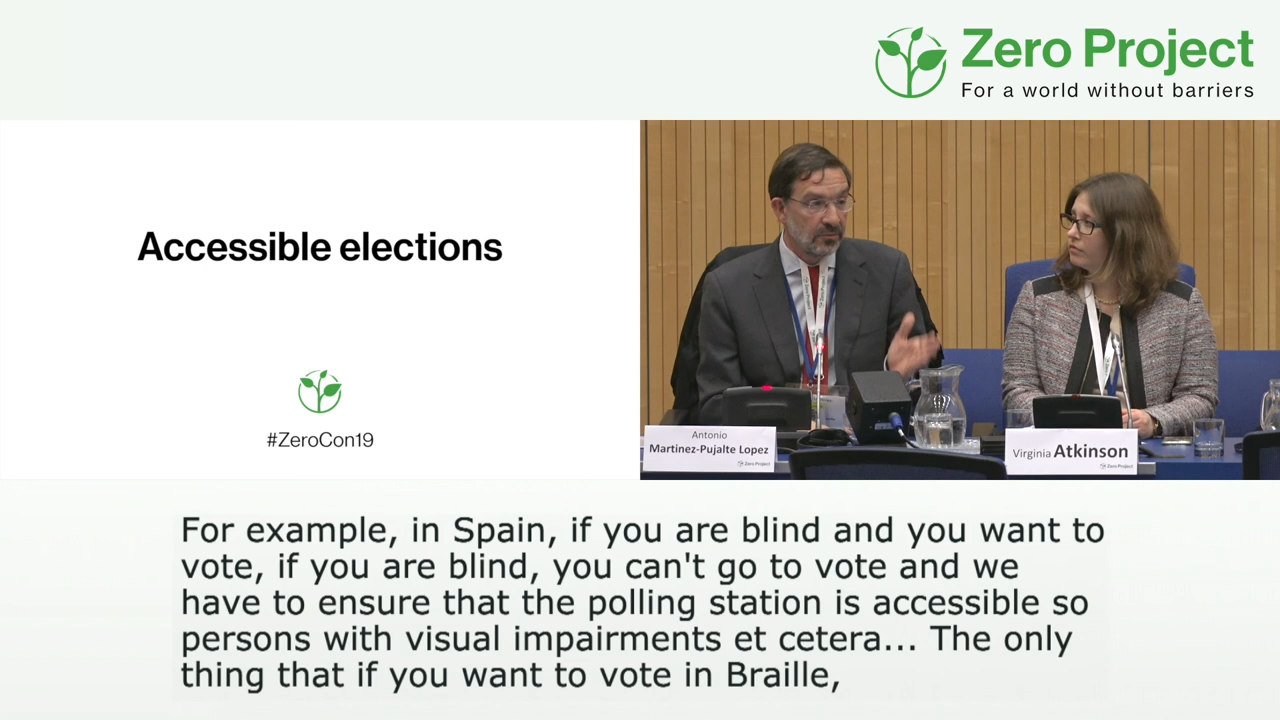 Zero Project
For a world without barriers
Accessible elections
#ZeroCon19
Antonio
Martinez-Pujalte Lopez
Zero Project
Virginia Atkinson
Zero Project
For example, in Spain, if you are blind and you want to
vote, if you are blind, you can't go to vote and we
have to ensure that the polling station is accessible so
persons with visual impairments et cetera... The only
thing that if you want to vote in Braille,